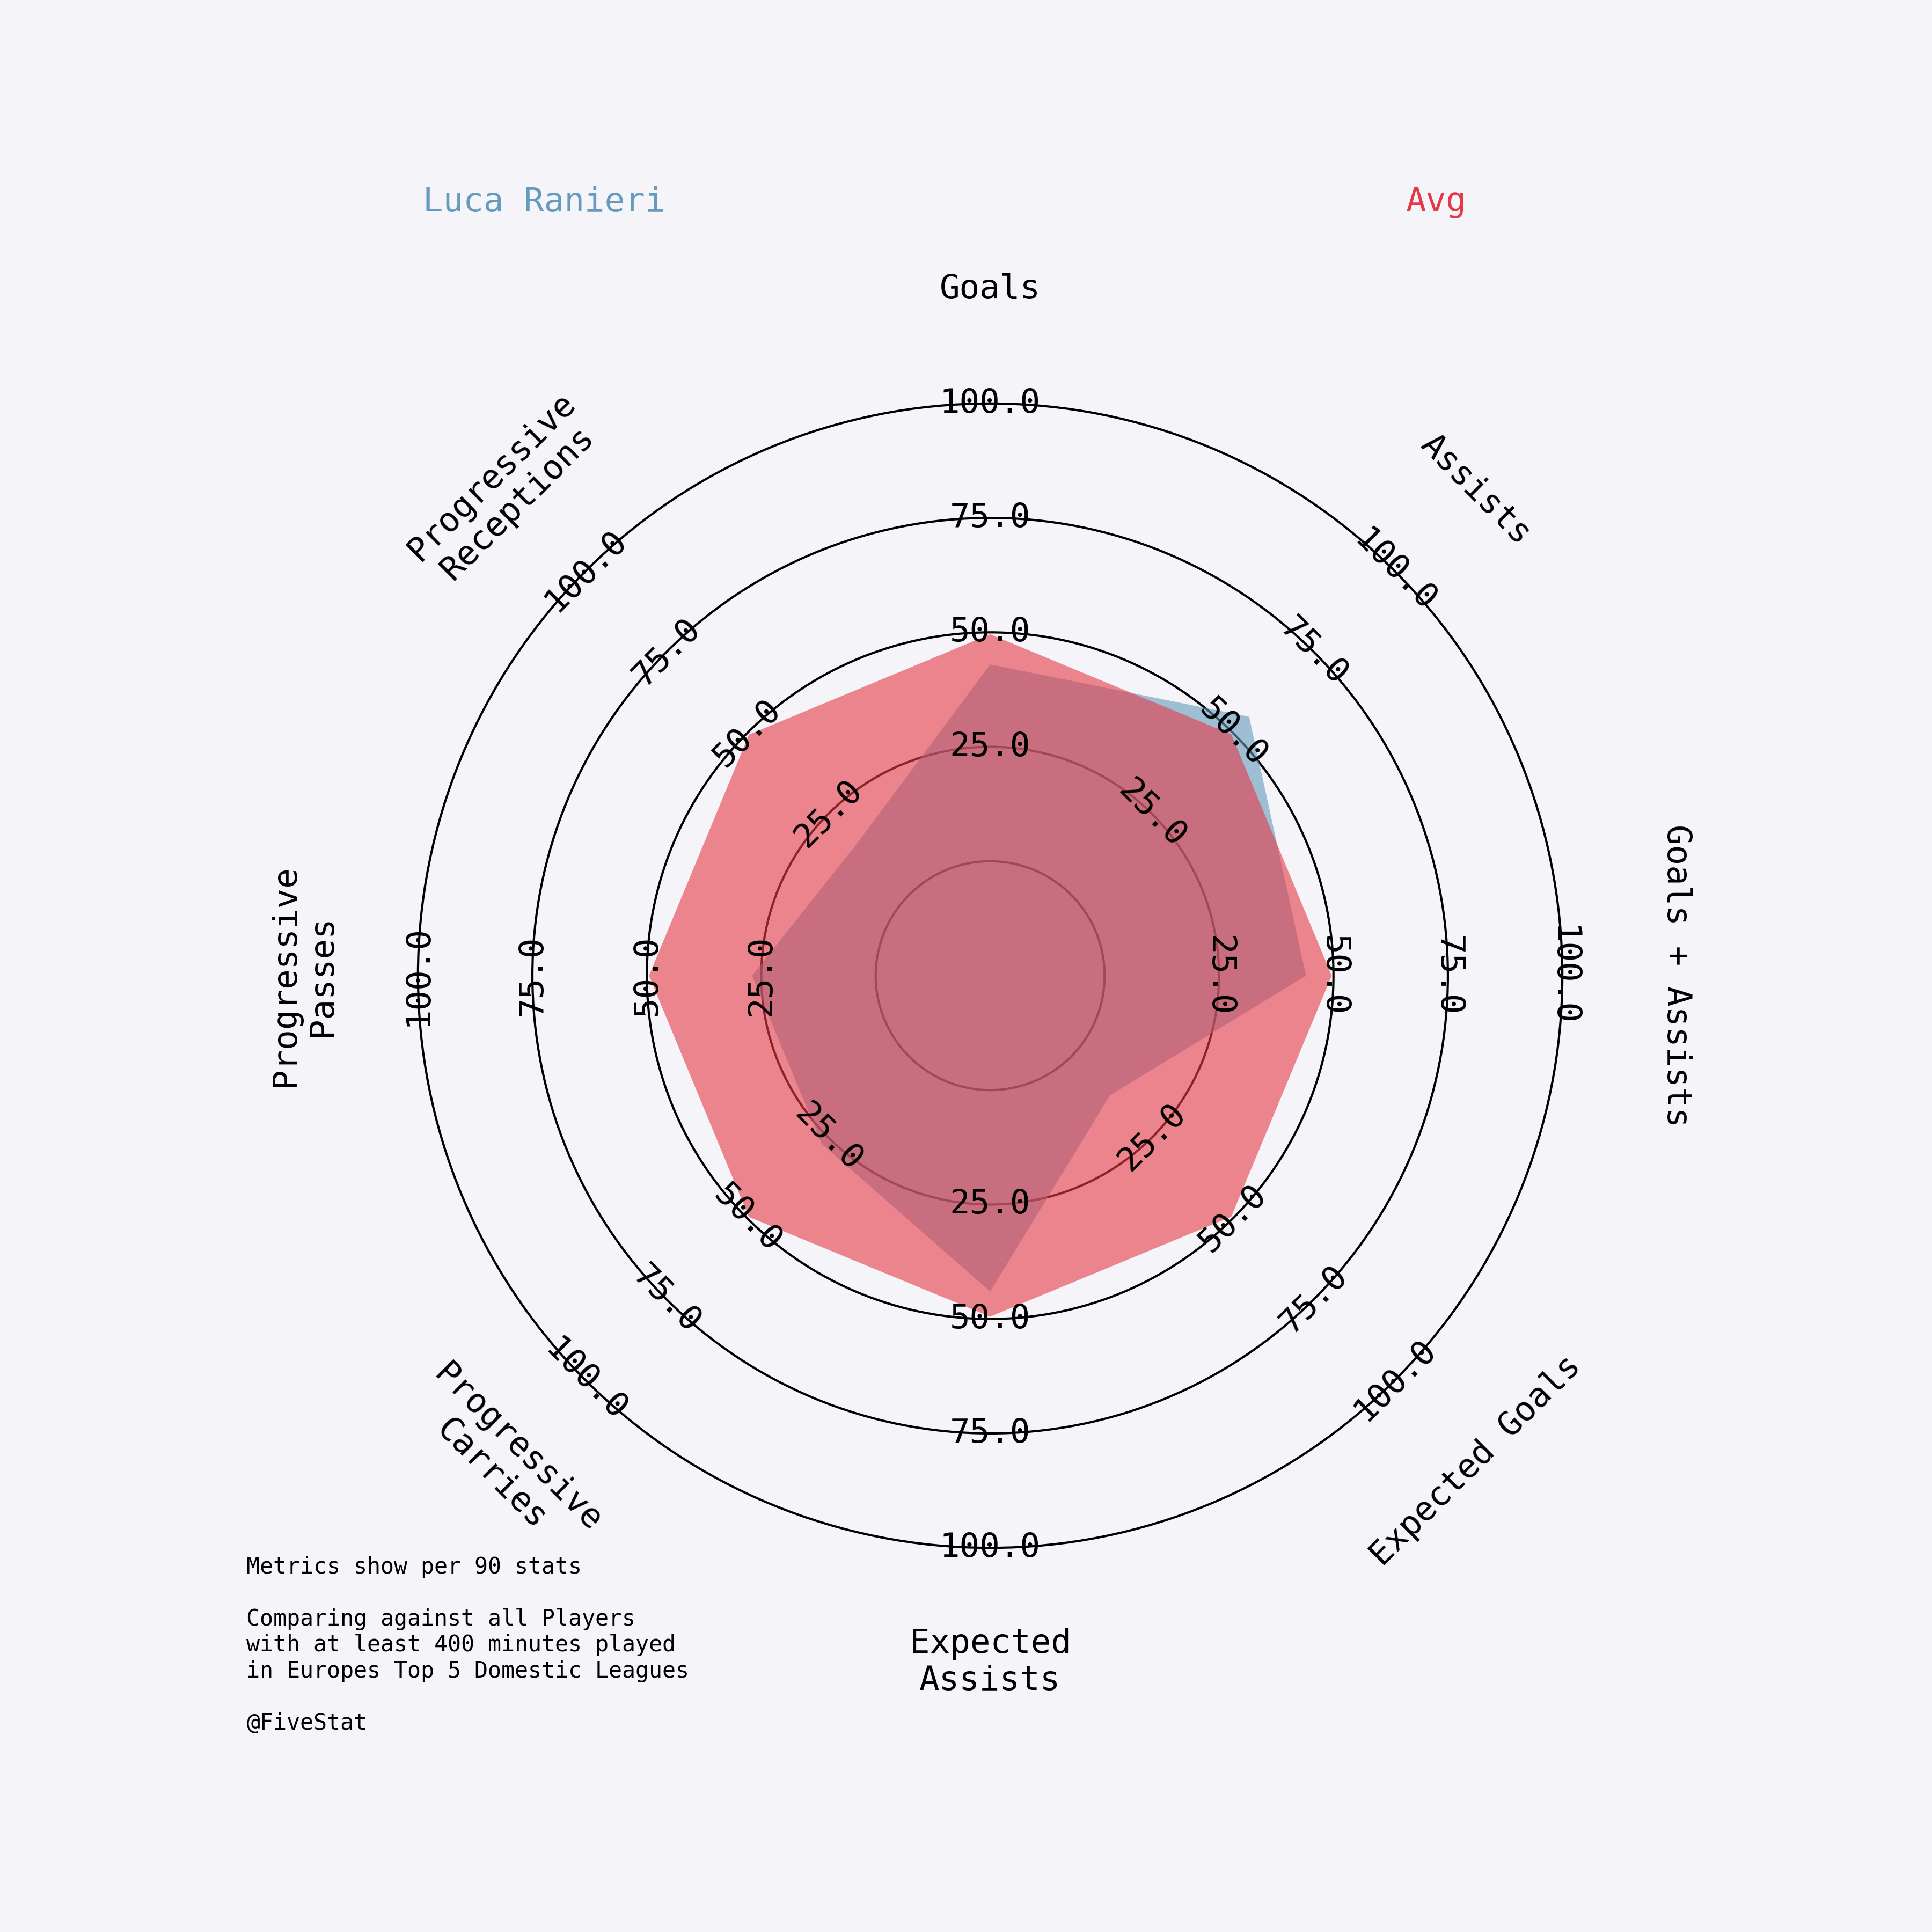 Luca Ranieri
Avg
Goals
Assists
Goals + Assists
Expected Goals
Expected
Assists
Progressive
Carries
Progressive
Passes
Progressive
Receptions
25.0
50.0
75.0
100.0
25.0
50.0
75.0
100.0
25.0
50.0
75.0
100.0
25.0
50.0
75.0
100.0
25.0
50.0
75.0
100.0
25.0
50.0
75.0
100.0
25.0
50.0
75.0
100.0
25.0
50.0
75.0
100.0
Metrics show per 90 stats
Comparing against all Players
with at least 400 minutes played
in Europes Top 5 Domestic Leagues
@FiveStat